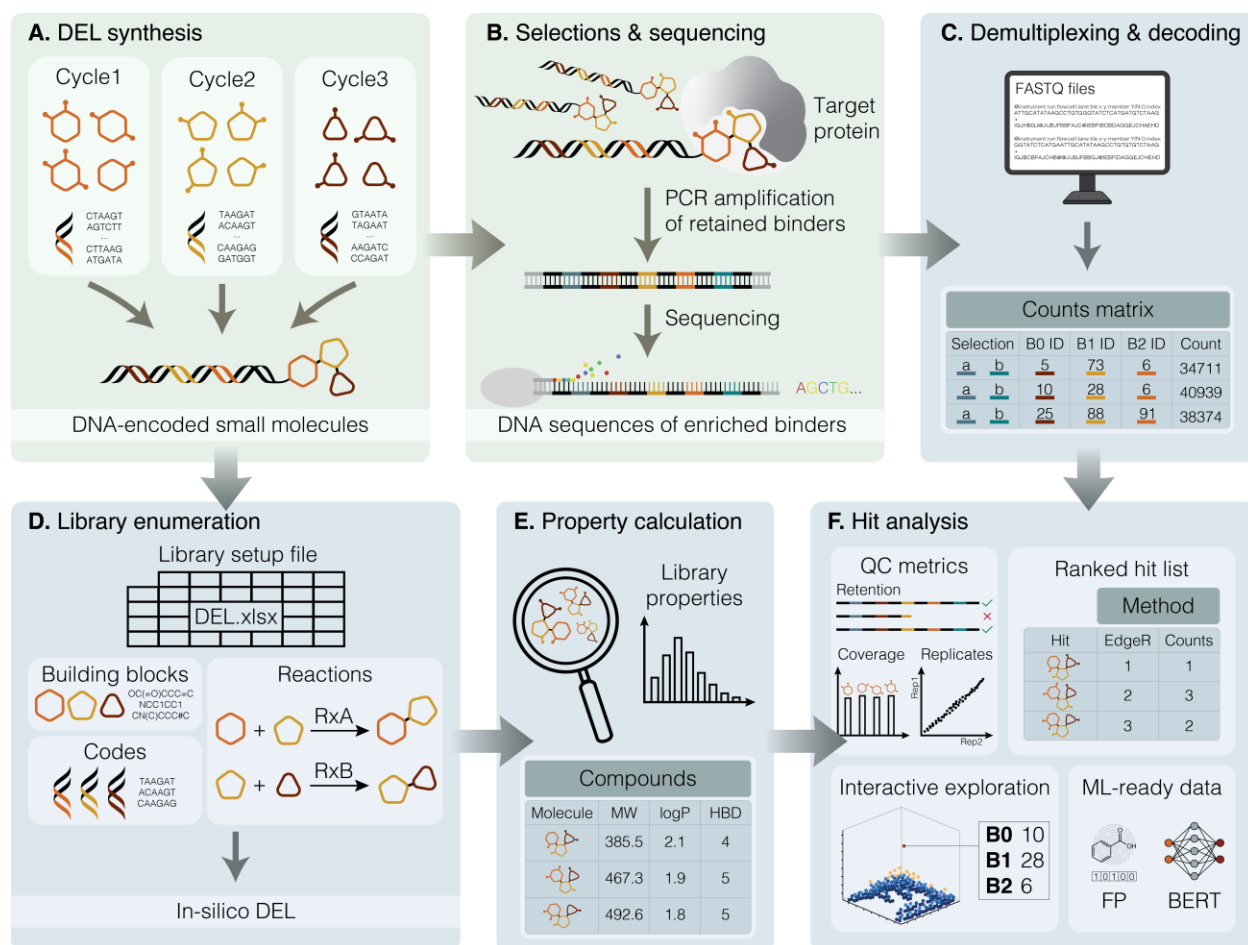 A. DEL synthesis
Cycle1
Cycle2
Cycle3
CTAAGT
AGTCTT
...
CTTAAG
ATGATA
TAAGAT
ACAAGT
...
CAAGAG
GATGGT
GTAATA
TAGAAT
...
AAGATC
CCAGAT
DNA-encoded small molecules
B. Selections & sequencing
Target
protein
PCR amplification
of retained binders
Sequencing
AGCTG...
DNA sequences of enriched binders
C. Demultiplexing & decoding
FASTQ files
Counts matrix
Selection B0 ID B1 ID B2 ID Count
a b 5 73 6 34711
a b 10 28 6 40939
a b 25 88 91 38374
D. Library enumeration
Library setup file
DEL.xlsx
Building blocks
OC(=O)CCC=C
NCC1CC1
CN(C)CCC#C
Codes
TAAGAT
ACAAGT
CAAGAG
Reactions
+ RxA
+ RxB
In-silico DEL
E. Property calculation
Library
properties
Compounds
Molecule MW logP HBD
385.5 2.1 4
467.3 1.9 5
492.6 1.8 5
F. Hit analysis
QC metrics
Retention
Coverage
Replicates
Rep1
Rep2
Ranked hit list
Method
Hit EdgeR Counts
1 1
2 3
3 2
Interactive exploration
B0 10
B1 28
B2 6
ML-ready data
OH
O
10100
FP
BERT